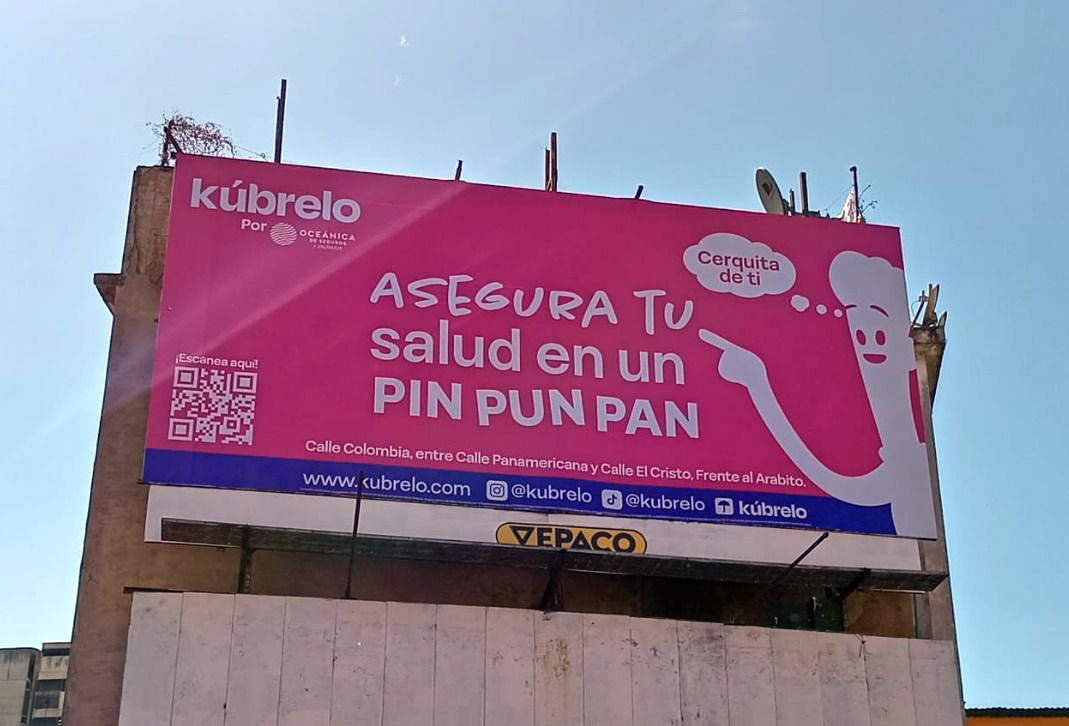 kúbrelo
Por OCEÁNICA
DE SEGUROS
Cerquita
de ti
ASEGURA TU
salud en un
PIN PUN PAN
¡Escanea aquí!
Calle Colombia, entre Calle Panamericana y Calle El Cristo, Frente al Arabito.
www.kubrelo.com @kubrelo @kubrelo kúbrelo
VEPACO